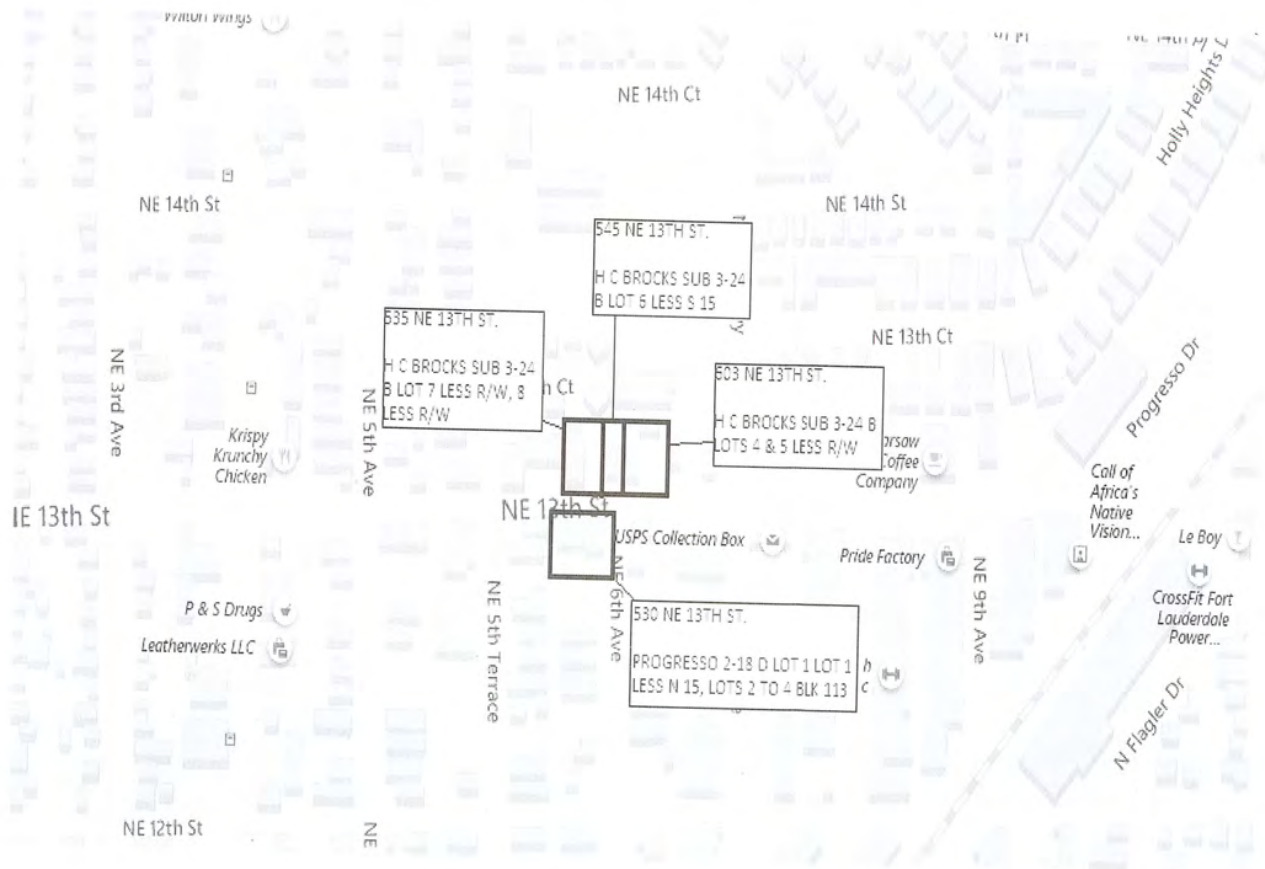 Wilton Wings
NE 14th Ct
Holly Heights
NE 14th St
NE 14th St
545 NE 13TH ST.
H C BROCKS SUB 3-24
B LOT 6 LESS S 15
535 NE 13TH ST.
H C BROCKS SUB 3-24
B LOT 7 LESS R/W, 8
LESS R/W
NE 13th Ct
h Ct
603 NE 13TH ST.
H C BROCKS SUB 3-24 B
LOTS 4 & 5 LESS R/W
Progresso Dr
NE 3rd Ave
NE 5th Ave
Krispy
Krunchy
Chicken
Coffee
Company
Call of
Africa's
Native
Vision...
IE 13th St
NE 13th St
USPS Collection Box
Pride Factory
Le Boy
CrossFit Fort
Lauderdale
Power...
NE 9th Ave
NE 6th Ave
NE 5th Terrace
P & S Drugs
Leatherwerks LLC
530 NE 13TH ST.
PROGRESSO 2-18 D LOT 1 LOT 1
LESS N 15, LOTS 2 TO 4 BLK 113
h
c
N Flagler Dr
NE 12th St
NE